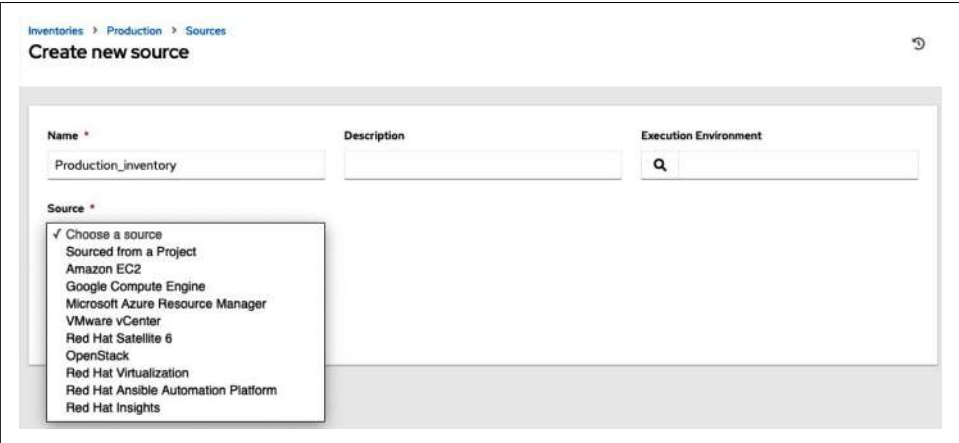 Inventories > Production > Sources
Create new source
Name * Description Execution Environment
Production_inventory
Source *
✓ Choose a source
Sourced from a Project
Amazon EC2
Google Compute Engine
Microsoft Azure Resource Manager
VMware vCenter
Red Hat Satellite 6
OpenStack
Red Hat Virtualization
Red Hat Ansible Automation Platform
Red Hat Insights